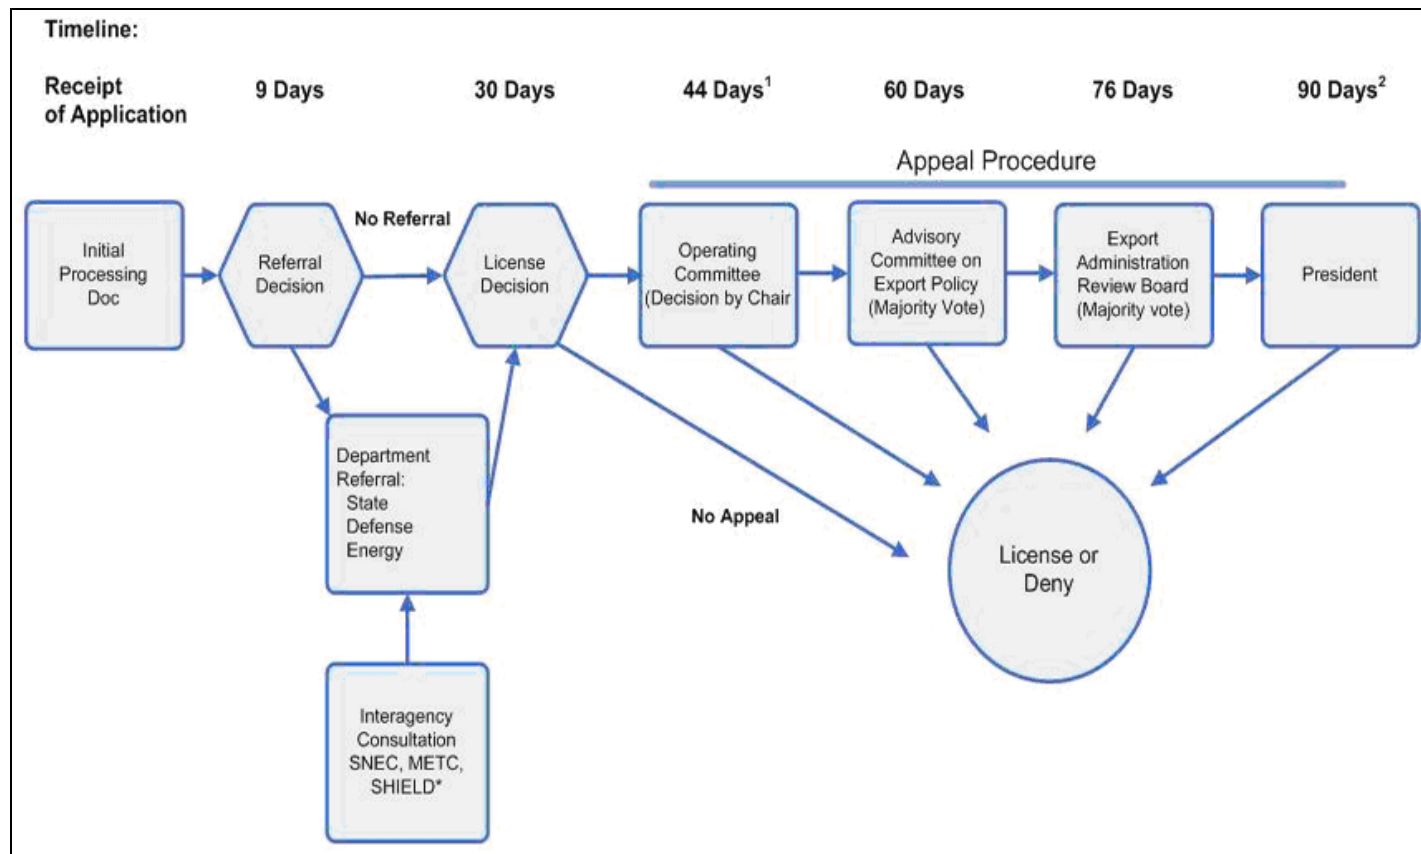 Timeline:
Receipt
of Application
9 Days
30 Days
44 Days1
60 Days
76 Days
90 Days2
Appeal Procedure
Initial
Processing
Doc
Referral
Decision
No Referral
License
Decision
Operating
Committee
(Decision by Chair
Advisory
Committee on
Export Policy
(Majority Vote)
Export
Administration
Review Board
(Majority vote)
President
Department
Referral:
State
Defense
Energy
No Appeal
License or
Deny
Interagency
Consultation
SNEC, METC,
SHIELD*